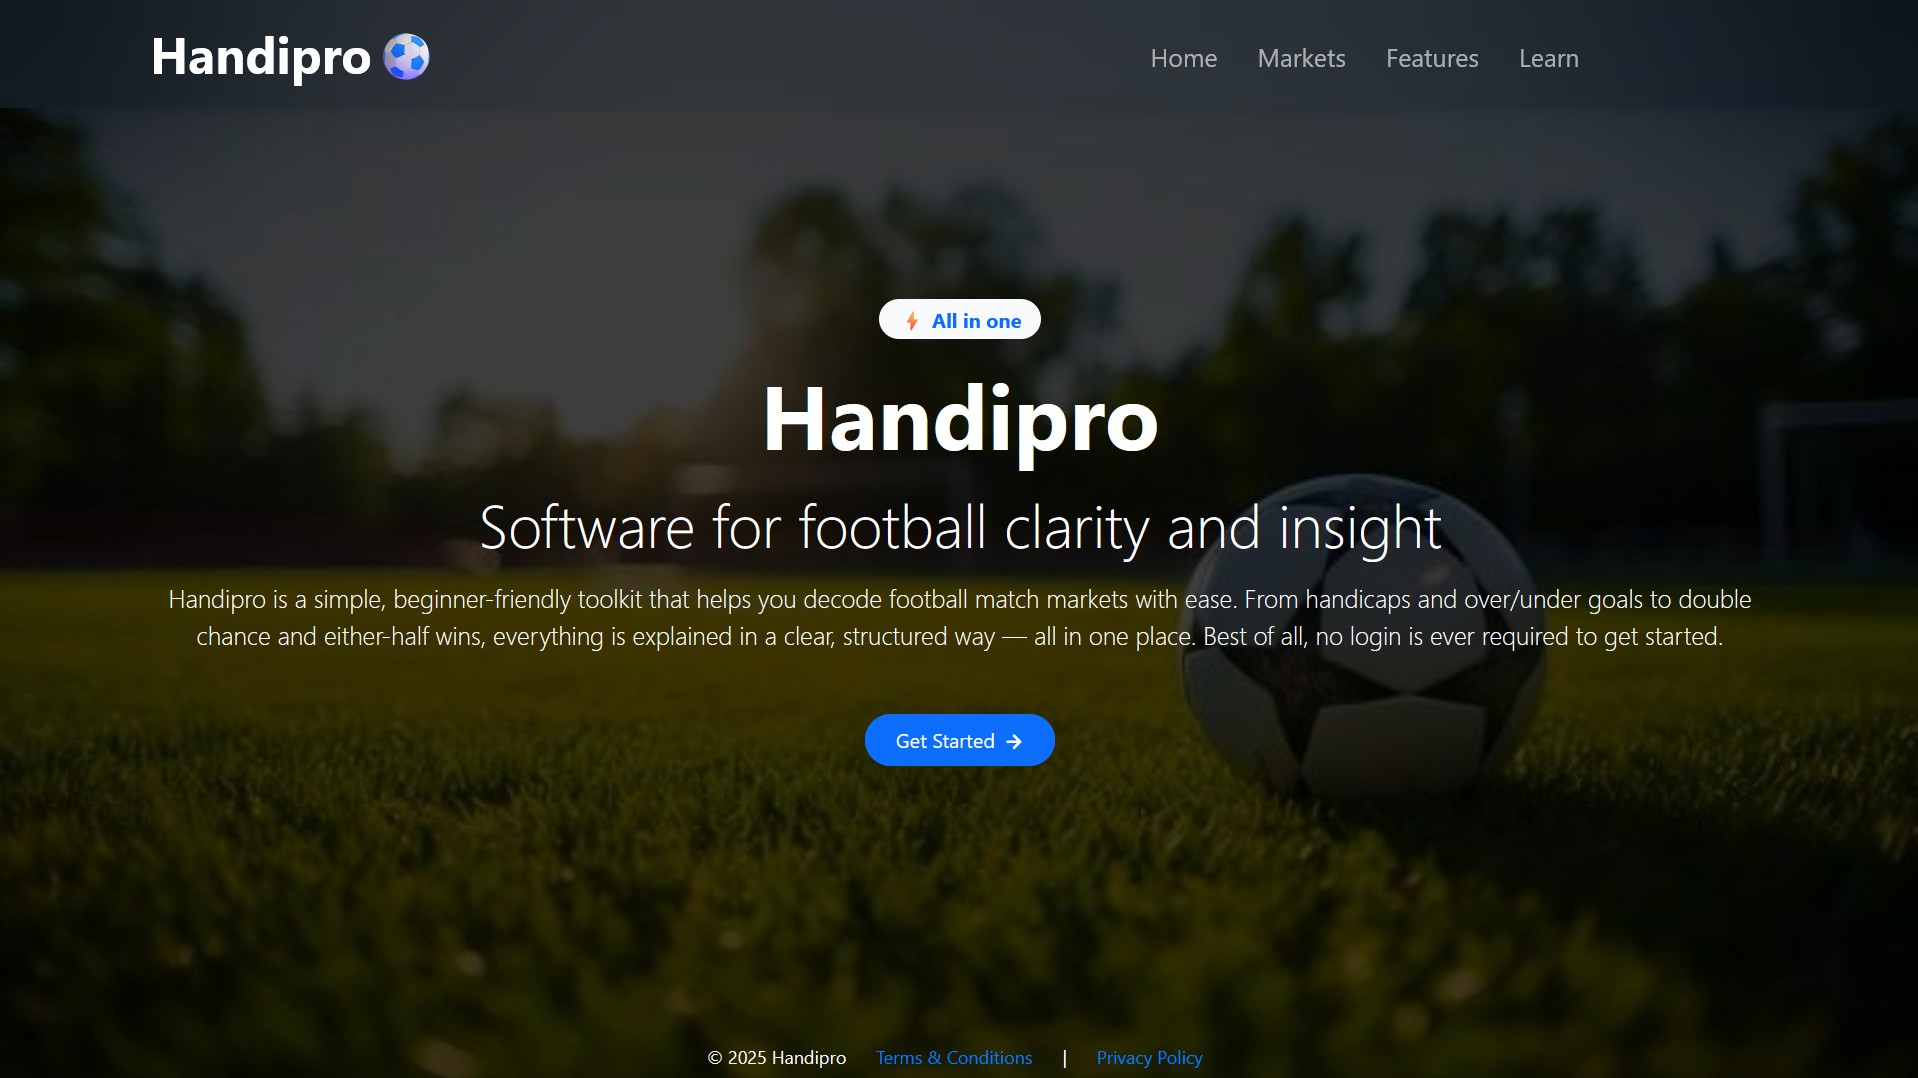 Handipro
Home
Markets
Features
Learn
All in one
Handipro
Software for football clarity and insight
Handipro is a simple, beginner-friendly toolkit that helps you decode football match markets with ease. From handicaps and over/under goals to double
chance and either-half wins, everything is explained in a clear, structured way — all in one place. Best of all, no login is ever required to get started.
Get Started
© 2025 Handipro Terms & Conditions | Privacy Policy